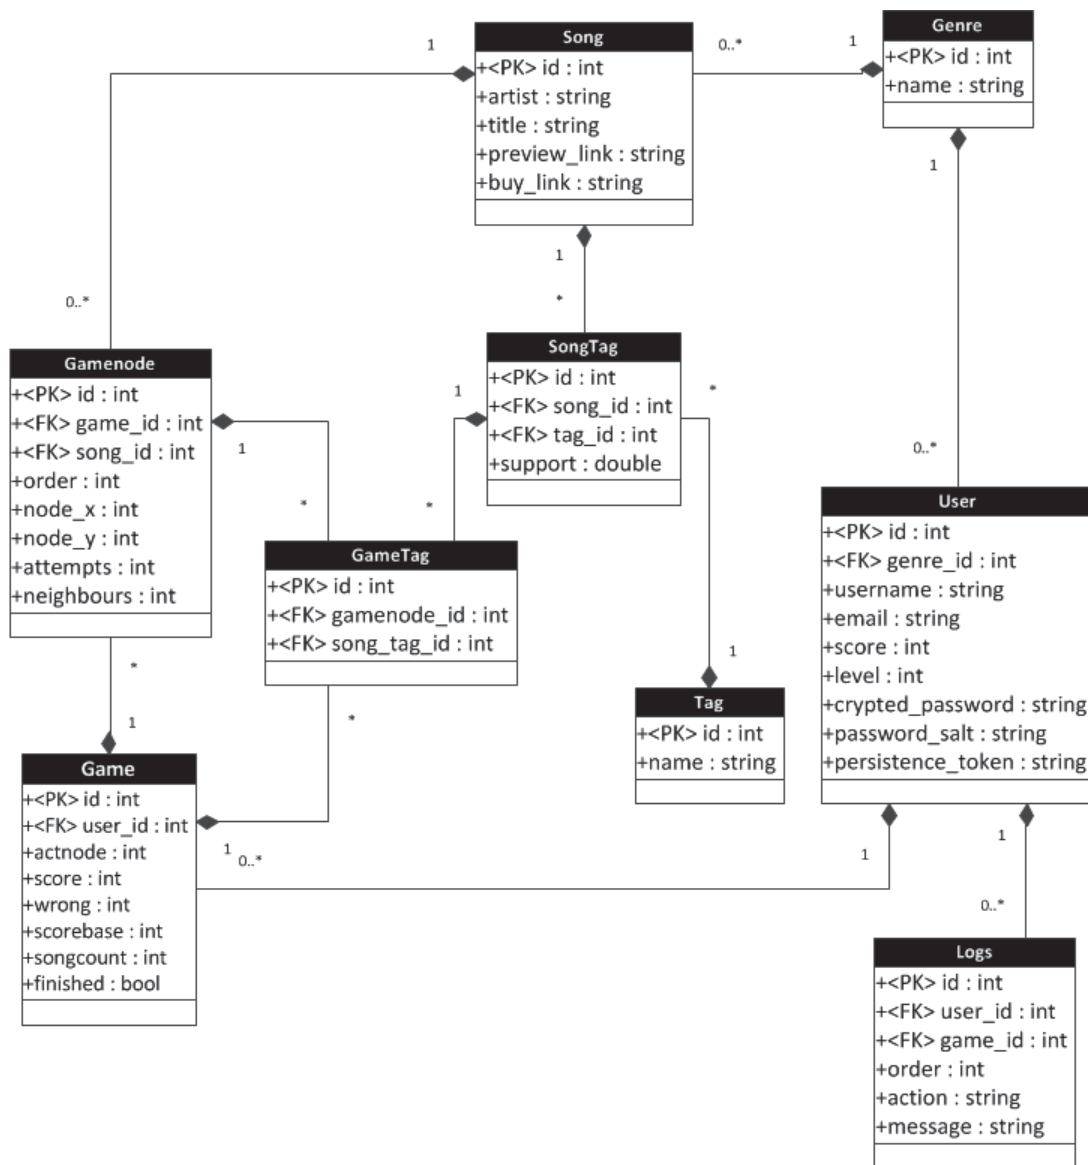 Song
+<PK> id : int
+artist : string
+title : string
+preview_link : string
+buy_link : string
Genre
+<PK> id : int
+name : string
1
0..*
1
1
1
0..*
*
Gamenode
+<PK> id : int
+<FK> game_id : int
+<FK> song_id : int
+order : int
+node_x : int
+node_y : int
+attempts : int
+neighbours : int
SongTag
+<PK> id : int
+<FK> song_id : int
+<FK> tag_id : int
+support : double
1
*
1
*
*
0..*
GameTag
+<PK> id : int
+<FK> gamenode_id : int
+<FK> song_tag_id : int
User
+<PK> id : int
+<FK> genre_id : int
+username : string
+email : string
+score : int
+level : int
+crypted_password : string
+password_salt : string
+persistence_token : string
*
1
*
1
Tag
+<PK> id : int
+name : string
Game
+<PK> id : int
+<FK> user_id : int
+actnode : int
+score : int
+wrong : int
+scorebase : int
+songcount : int
+finished : bool
1
0..*
1
1
0..*
Logs
+<PK> id : int
+<FK> user_id : int
+<FK> game_id : int
+order : int
+action : string
+message : string